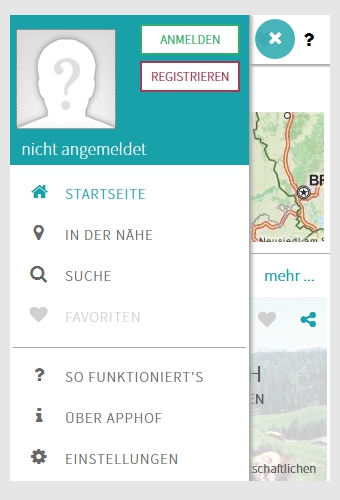 ANMELDEN
?
REGISTRIEREN
nicht angemeldet
STARTSEITE
IN DER NÄHE
SUCHE
FAVORITEN
? SO FUNKTIONIERT'S
i ÜBER APPHOF
EINSTELLUNGEN
BR
Neusiedl am S
mehr ...
H
EN
schaftlichen